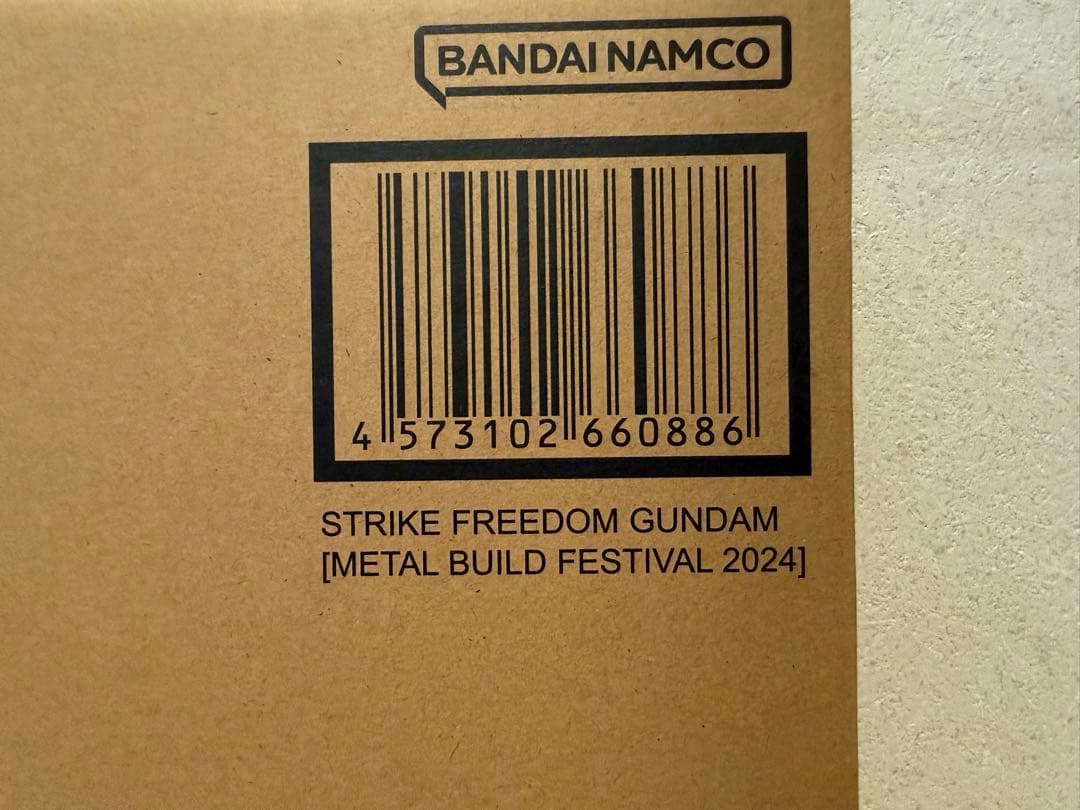 BANDAI NAMCO
4 573102 660886
STRIKE FREEDOM GUNDAM
[METAL BUILD FESTIVAL 2024]